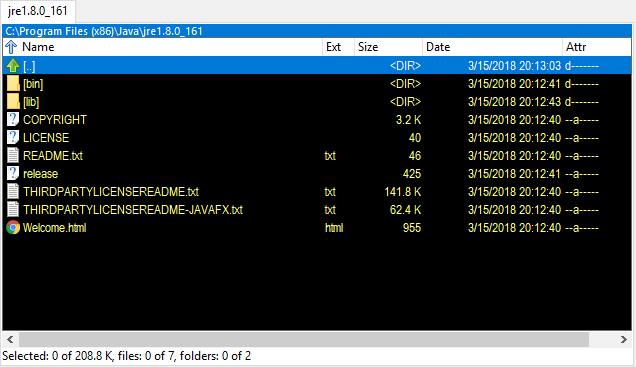 jre1.8.0_161
C:\Program Files (x86)\Java\jre1.8.0_161
Name Ext Size Date Attr
[..] <DIR> 3/15/2018 20:13:03 d-------
[bin] <DIR> 3/15/2018 20:12:41 d-------
[lib] <DIR> 3/15/2018 20:12:43 d-------
COPYRIGHT 3.2 K 3/15/2018 20:12:40 --a-----
LICENSE 40 3/15/2018 20:12:40 --a-----
README.txt txt 46 3/15/2018 20:12:40 --a-----
release 425 3/15/2018 20:12:41 --a-----
THIRDPARTYLICENSEREADME.txt txt 141.8 K 3/15/2018 20:12:40 --a-----
THIRDPARTYLICENSEREADME-JAVAFX.txt txt 62.4 K 3/15/2018 20:12:40 --a-----
Welcome.html html 955 3/15/2018 20:12:40 --a-----
Selected: 0 of 208.8 K, files: 0 of 7, folders: 0 of 2